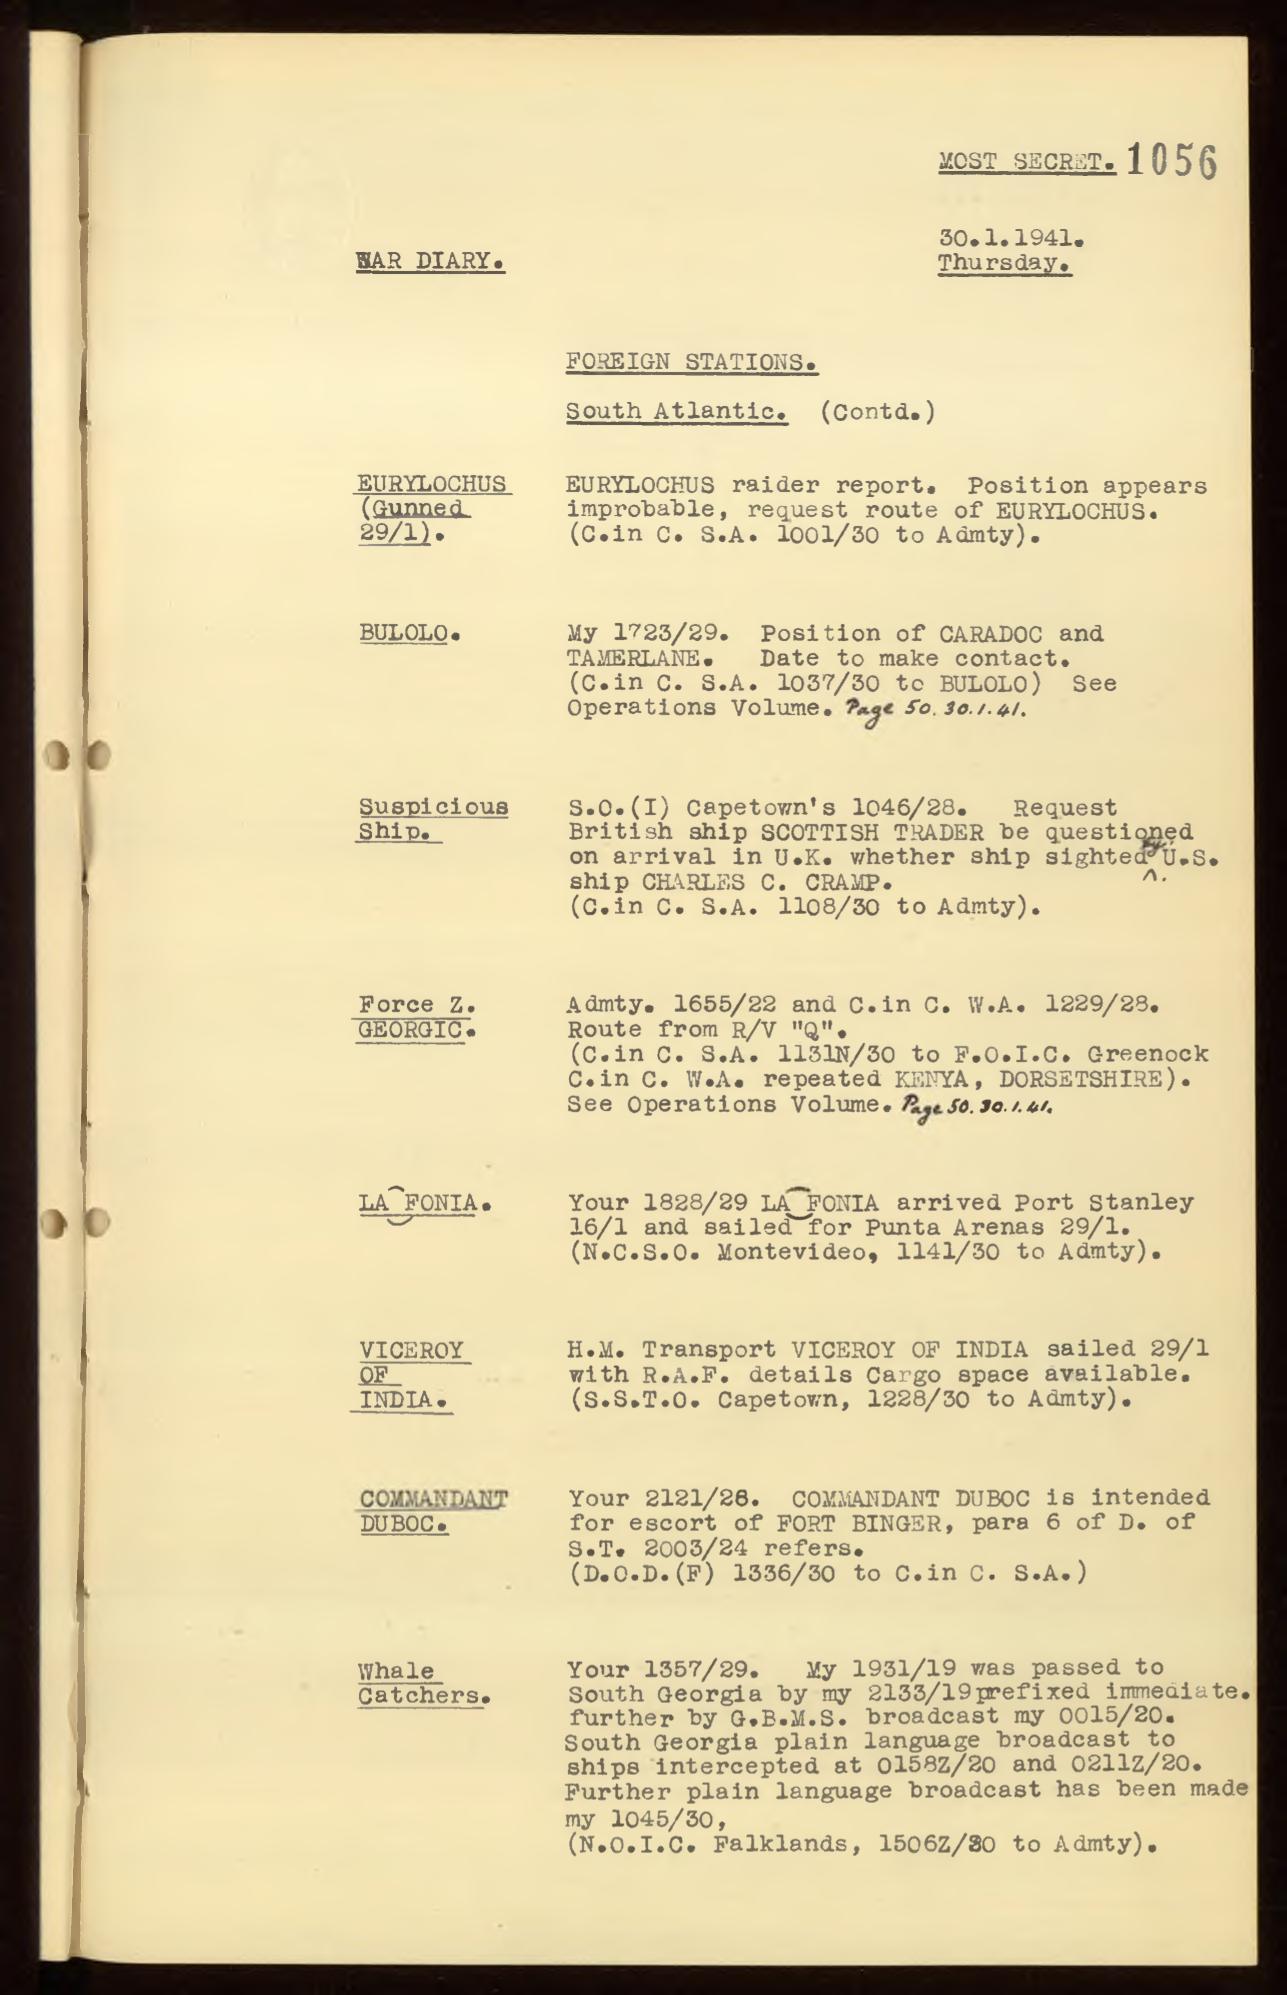 MOST SECRET. 1056
30.1.1941.
WAR DIARY.
Thursday.
FOREIGN STATIONS.
South Atlantic. (Contd.)
EURYLOCHUS
(Gunned
29/1).
EURYLOCHUS raider report. Position appears
improbable, request route of EURYLOCHUS.
(C.in C. S.A. 1001/30 to Admty).
BULOLO.
My 1723/29. Position of CARADOC and
TAMERLANE. Date to make contact.
(C.in C. S.A. 1037/30 to BULOLO) See
Operations Volume. Page 50. 30.1.41.
Suspicious
Ship.
S.O.(I) Capetown's 1046/28. Request
British ship SCOTTISH TRADER be questioned
on arrival in U.K. whether ship sighted by U.S.
ship CHARLES C. CRAMP.
(C.in C. S.A. 1108/30 to Admty).
Force Z.
GEORGIC.
Admty. 1655/22 and C.in C. W.A. 1229/28.
Route from R/V "Q".
(C.in C. S.A. 1131N/30 to F.O.I.C. Greenock
C.in C. W.A. repeated KENYA, DORSETSHIRE).
See Operations Volume. Page 50. 30.1.41.
LA FONIA.
Your 1828/29 LA FONIA arrived Port Stanley
16/1 and sailed for Punta Arenas 29/1.
(N.C.S.O. Montevideo, 1141/30 to Admty).
VICEROY
OF
INDIA.
H.M. Transport VICEROY OF INDIA sailed 29/1
with R.A.F. details Cargo space available.
(S.S.T.O. Capetown, 1228/30 to Admty).
COMMANDANT
DUBOC.
Your 2121/28. COMMANDANT DUBOC is intended
for escort of FORT BINGER, para 6 of D. of
S.T. 2003/24 refers.
(D.O.D.(F) 1336/30 to C.in C. S.A.)
Whale
Catchers.
Your 1357/29. My 1931/19 was passed to
South Georgia by my 2133/19 prefixed immediate.
further by G.B.M.S. broadcast my 0015/20.
South Georgia plain language broadcast to
ships intercepted at 0158Z/20 and 0211Z/20.
Further plain language broadcast has been made
my 1045/30,
(N.O.I.C. Falklands, 1506Z/30 to Admty).